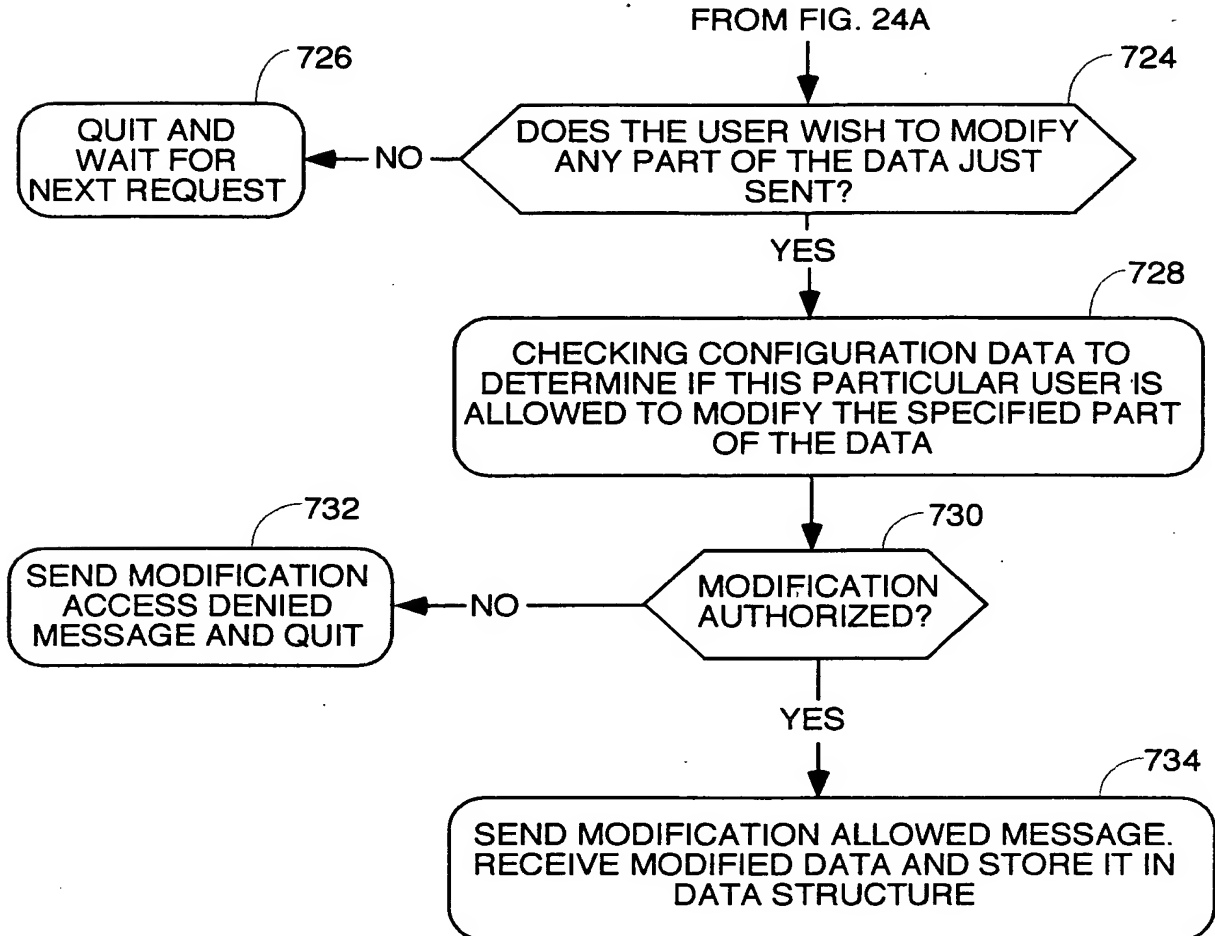 FROM FIG. 24A
726
724
QUIT AND
WAIT FOR
NEXT REQUEST
NO
DOES THE USER WISH TO MODIFY
ANY PART OF THE DATA JUST
SENT?
YES
728
CHECKING CONFIGURATION DATA TO
DETERMINE IF THIS PARTICULAR USER IS
ALLOWED TO MODIFY THE SPECIFIED PART
OF THE DATA
732
730
SEND MODIFICATION
ACCESS DENIED
MESSAGE AND QUIT
NO
MODIFICATION
AUTHORIZED?
YES
734
SEND MODIFICATION ALLOWED MESSAGE.
RECEIVE MODIFIED DATA AND STORE IT IN
DATA STRUCTURE